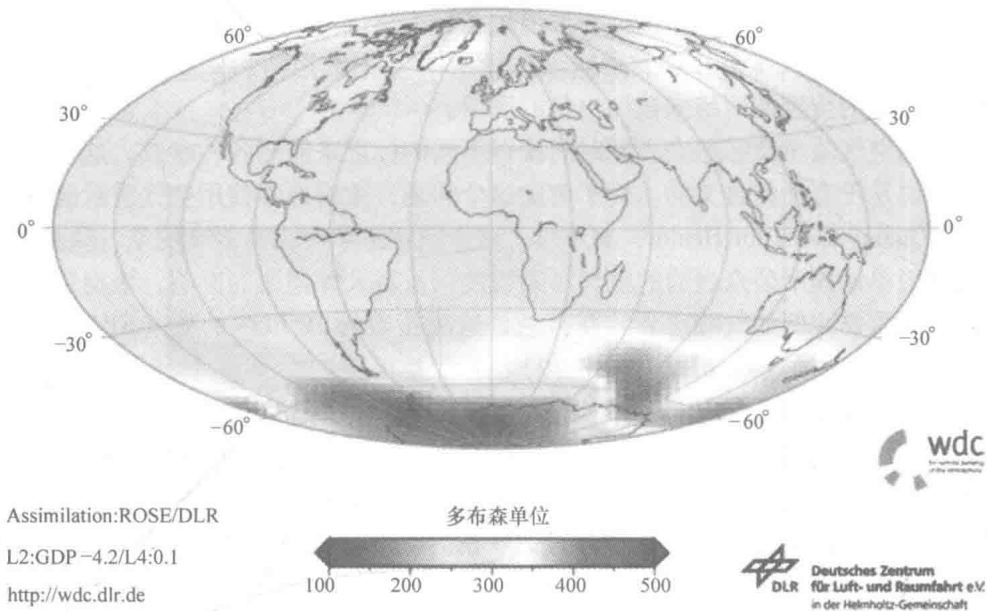 60°
60°
30°
30°
0°
0°
−30°
−30°
−60°
−60°
wdc
Assimilation:ROSE/DLR
多布森单位
L2:GDP −4.2/L4:0.1
100 200 300 400 500
http://wdc.dlr.de
DLR
Deutsches Zentrum
für Luft- und Raumfahrt e.V.
in der Helmholtz-Gemeinschaft